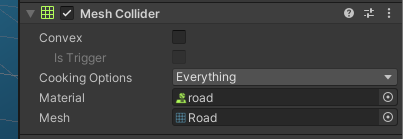 Mesh Collider
Convex
Is Trigger
Cooking Options Everything
Material road
Mesh Road